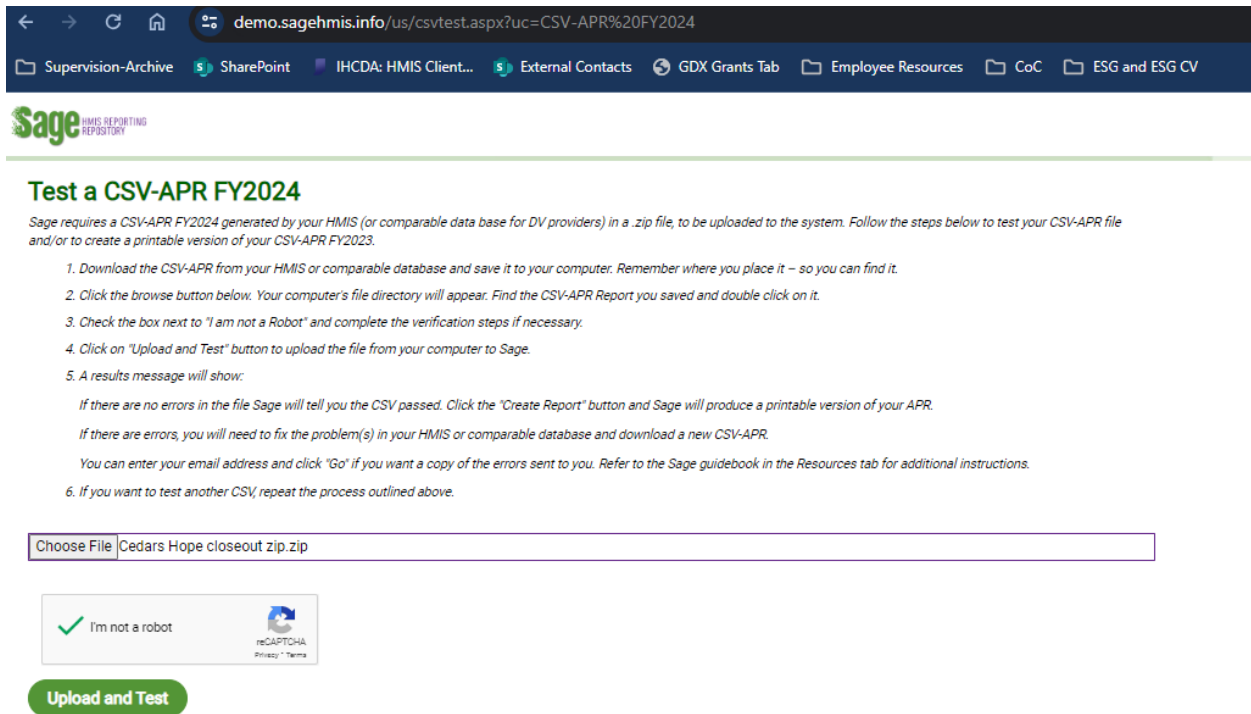 demo.sagehmis.info/us/csvtest.aspx?uc=CSV-APR%20FY2024
Supervision-Archive SharePoint IHCDA: HMIS Client... External Contacts GDX Grants Tab Employee Resources CoC ESG and ESG CV
Sage HMIS REPORTING
REPOSITORY
Test a CSV-APR FY2024
Sage requires a CSV-APR FY2024 generated by your HMIS (or comparable data base for DV providers) in a .zip file, to be uploaded to the system. Follow the steps below to test your CSV-APR file
and/or to create a printable version of your CSV-APR FY2023.
1. Download the CSV-APR from your HMIS or comparable database and save it to your computer. Remember where you place it – so you can find it.
2. Click the browse button below. Your computer's file directory will appear. Find the CSV-APR Report you saved and double click on it.
3. Check the box next to "I am not a Robot" and complete the verification steps if necessary.
4. Click on "Upload and Test" button to upload the file from your computer to Sage.
5. A results message will show:
If there are no errors in the file Sage will tell you the CSV passed. Click the "Create Report" button and Sage will produce a printable version of your APR.
If there are errors, you will need to fix the problem(s) in your HMIS or comparable database and download a new CSV-APR.
You can enter your email address and click "Go" if you want a copy of the errors sent to you. Refer to the Sage guidebook in the Resources tab for additional instructions.
6. If you want to test another CSV, repeat the process outlined above.
Choose File Cedars Hope closeout zip.zip
I'm not a robot
reCAPTCHA
Privacy - Terms
Upload and Test